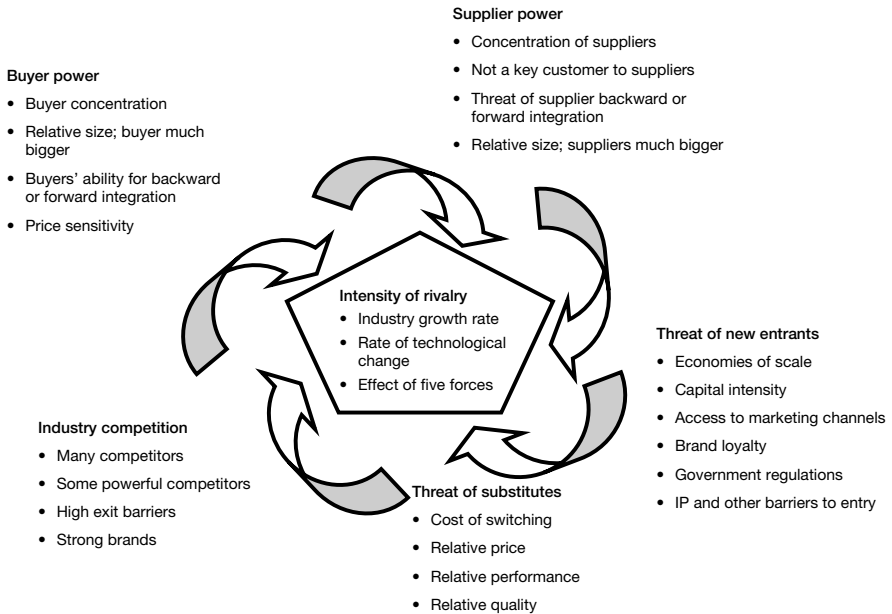 Supplier power
• Concentration of suppliers
• Not a key customer to suppliers
• Threat of supplier backward or
forward integration
• Relative size; suppliers much bigger
Buyer power
• Buyer concentration
• Relative size; buyer much
bigger
• Buyers’ ability for backward
or forward integration
• Price sensitivity
Intensity of rivalry
• Industry growth rate
• Rate of technological
change
• Effect of five forces
Threat of new entrants
• Economies of scale
• Capital intensity
• Access to marketing channels
• Brand loyalty
• Government regulations
• IP and other barriers to entry
Industry competition
• Many competitors
• Some powerful competitors
• High exit barriers
• Strong brands
Threat of substitutes
• Cost of switching
• Relative price
• Relative performance
• Relative quality